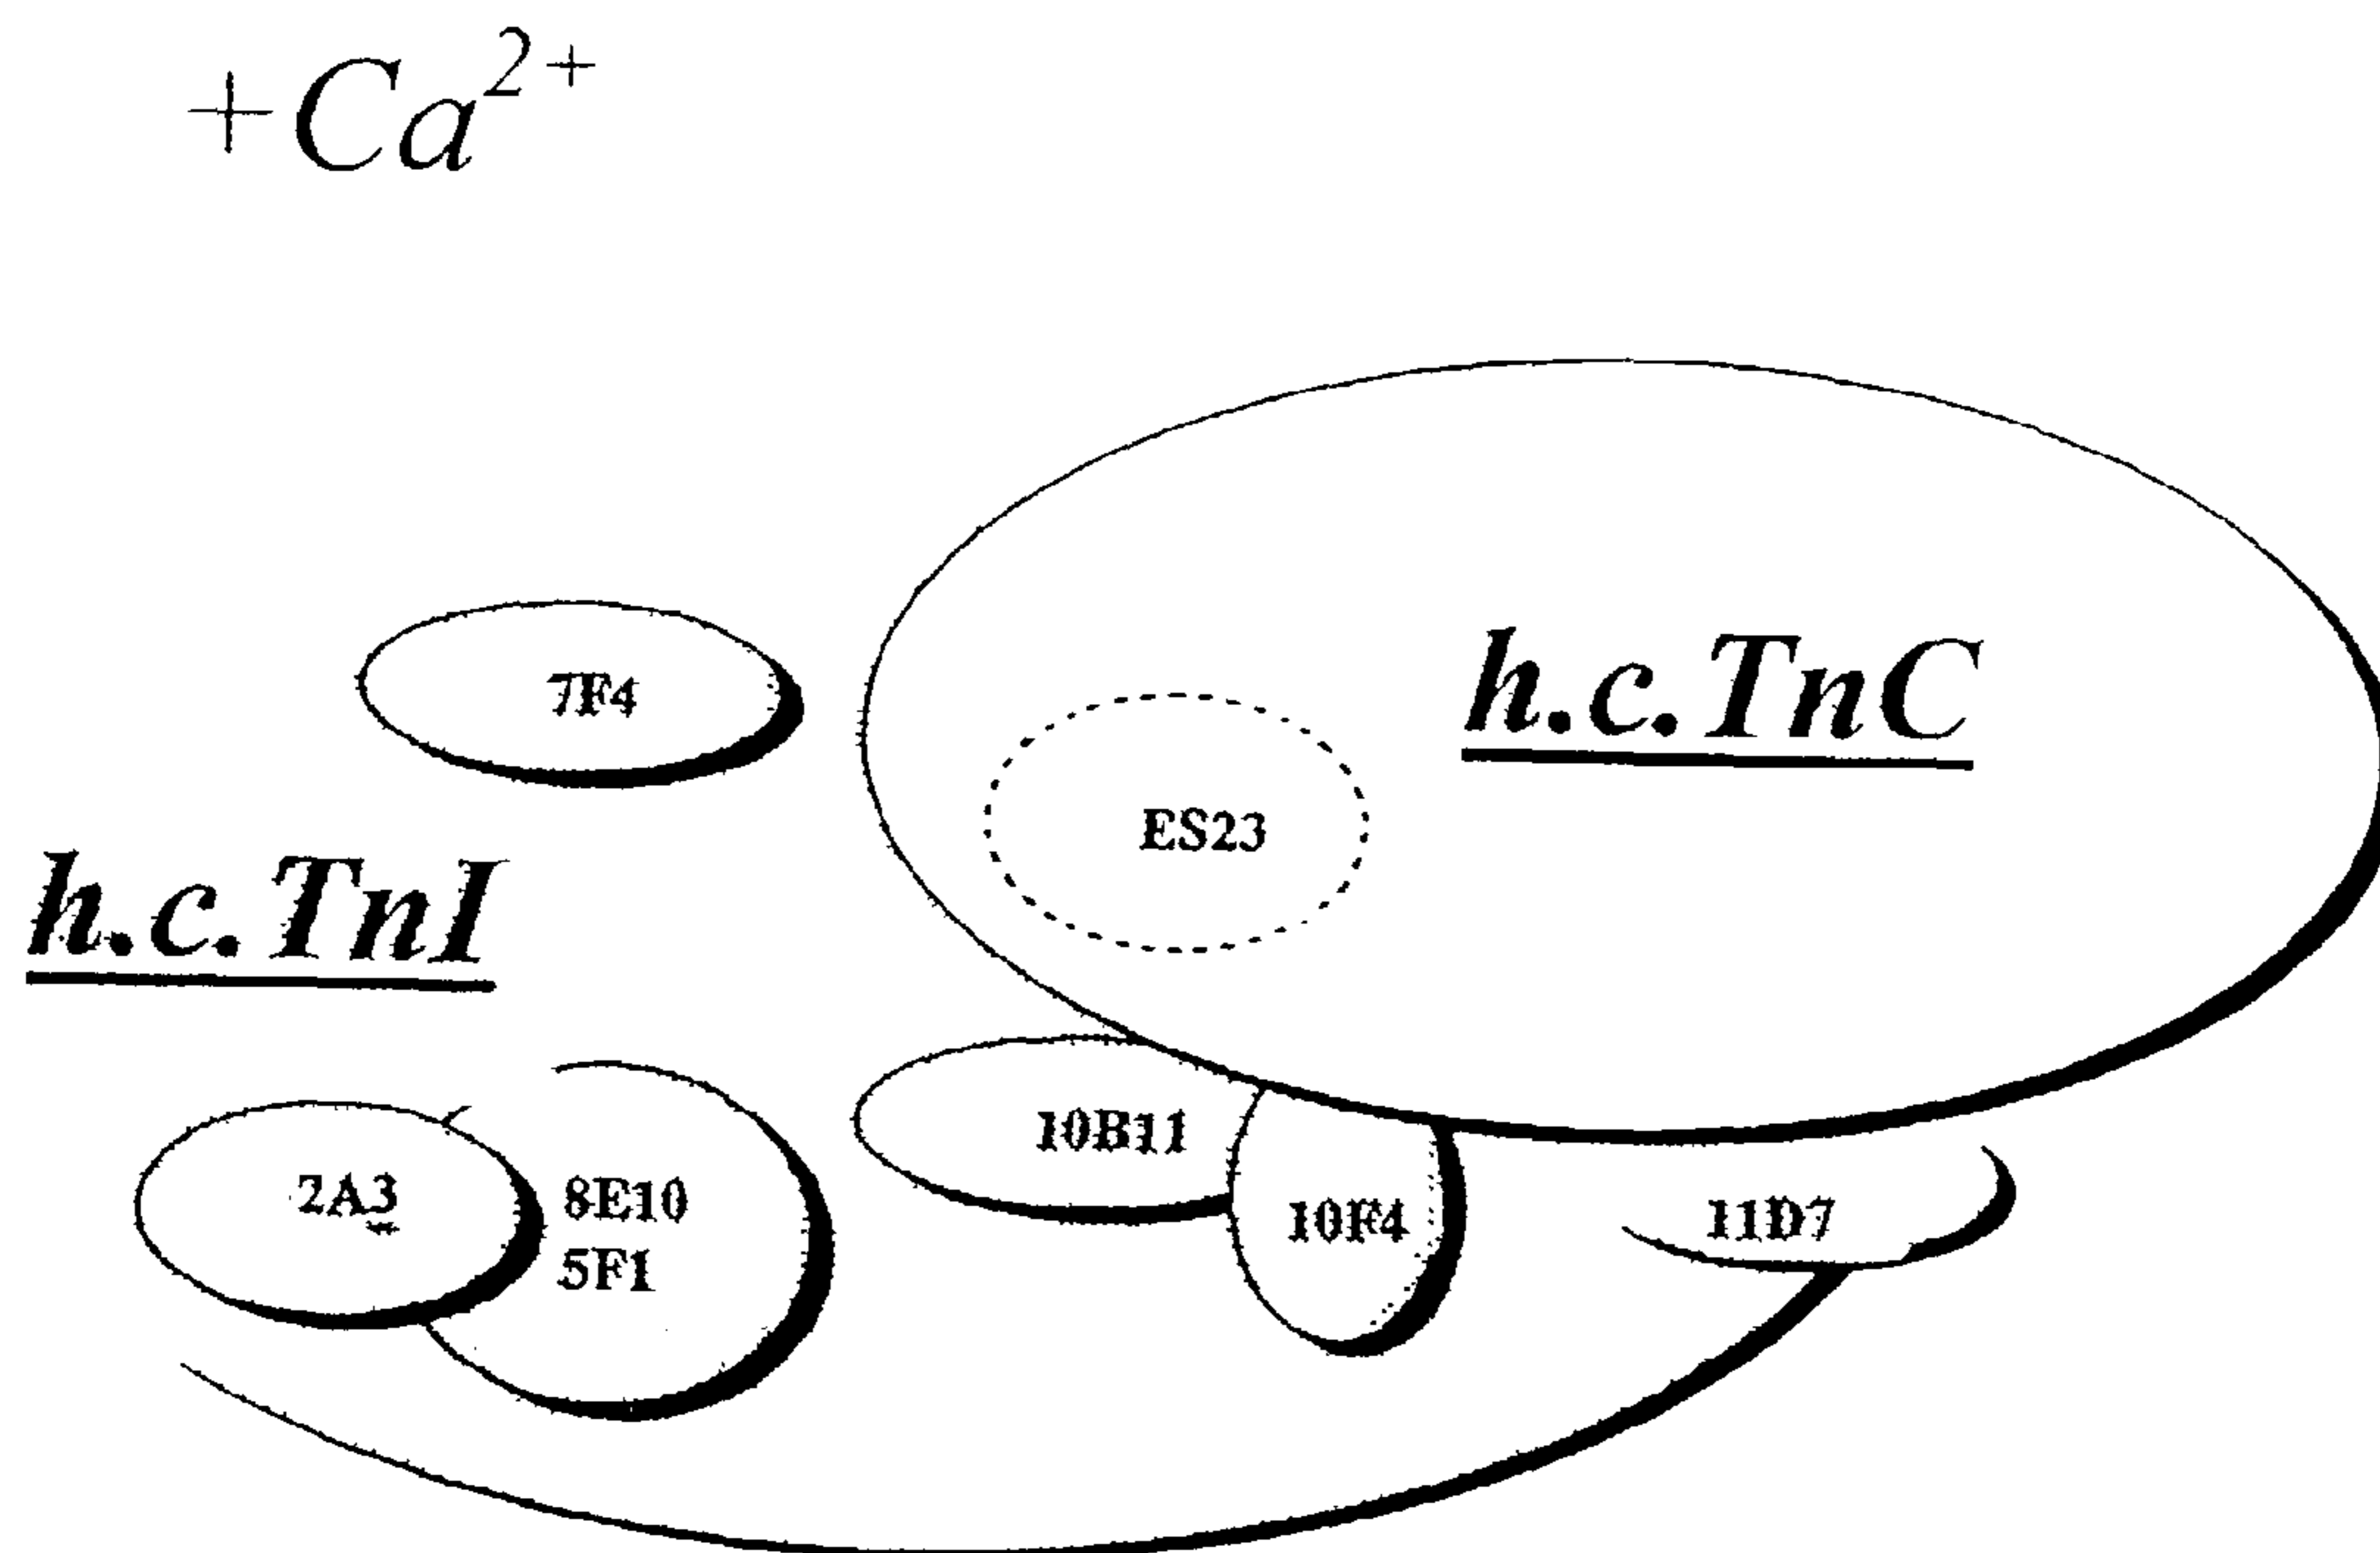 +Ca²⁺
7F4
h.c.TnC
ES23
h.c.TnI
10B11
2A3
8E10
10F4
11D7
5F1